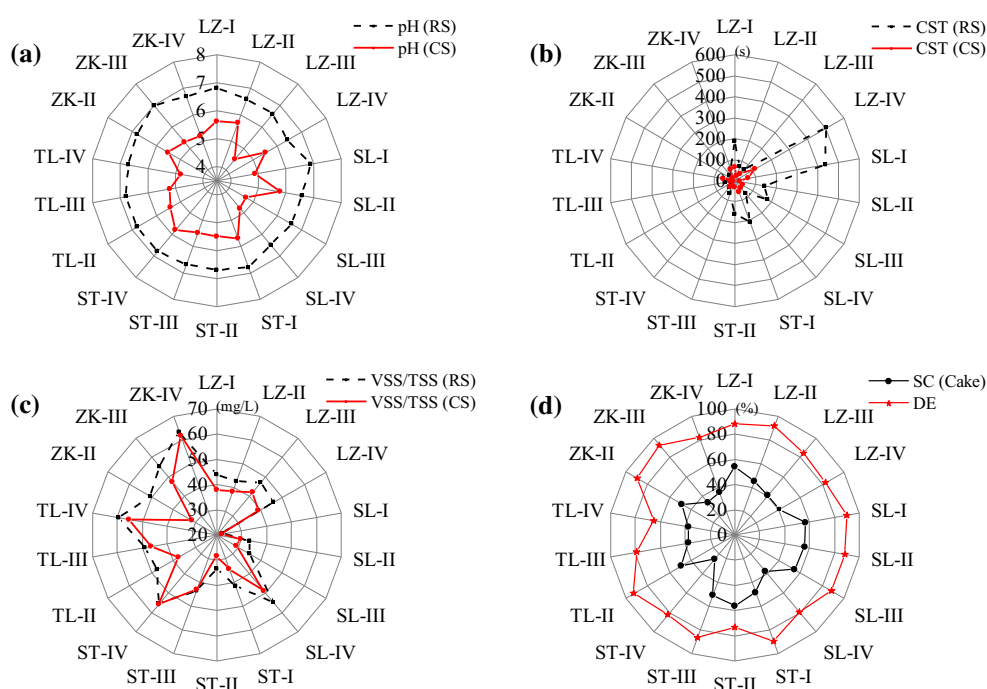 (a)
pH (RS)
pH (CS)
8
7
6
5
4
LZ-I
LZ-II
LZ-III
LZ-IV
SL-I
SL-II
SL-III
SL-IV
ST-I
ST-II
ST-III
ST-IV
TL-II
TL-III
TL-IV
ZK-II
ZK-III
ZK-IV
(b)
CST (RS)
CST (CS)
600 (s)
600
500
400
300
200
100
0
LZ-I
LZ-II
LZ-III
LZ-IV
SL-I
SL-II
SL-III
SL-IV
ST-I
ST-II
ST-III
ST-IV
TL-II
TL-III
TL-IV
ZK-II
ZK-III
ZK-IV
(c)
VSS/TSS (RS)
VSS/TSS (CS)
70 (mg/L)
60
50
40
30
20
LZ-I
LZ-II
LZ-III
LZ-IV
SL-I
SL-II
SL-III
SL-IV
ST-I
ST-II
ST-III
ST-IV
TL-II
TL-III
TL-IV
ZK-II
ZK-III
ZK-IV
(d)
SC (Cake)
DE
100 (%)
80
60
40
20
0
LZ-I
LZ-II
LZ-III
LZ-IV
SL-I
SL-II
SL-III
SL-IV
ST-I
ST-II
ST-III
ST-IV
TL-II
TL-III
TL-IV
ZK-II
ZK-III
ZK-IV